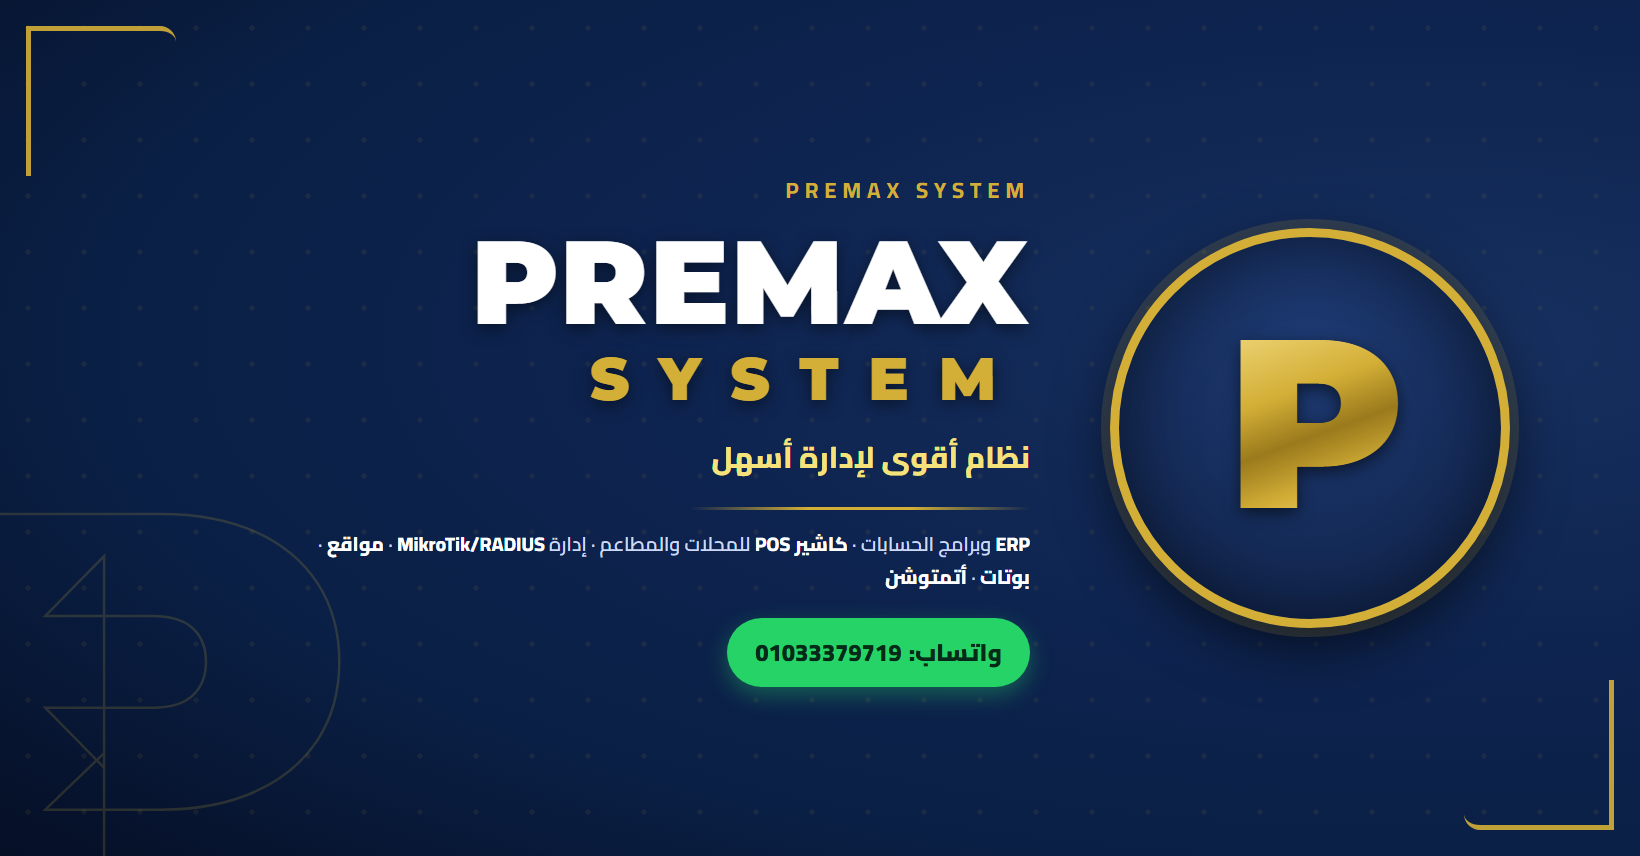 PREMAX SYSTEM
PREMAX
SYSTEM
نظام أقوى لإدارة أسهل
ERP وبرامج الحسابات · كاشير POS للمحلات والمطاعم · إدارة MikroTik/RADIUS · مواقع ·
بوتات · أتمتوشن
واتساب: 01033379719
P